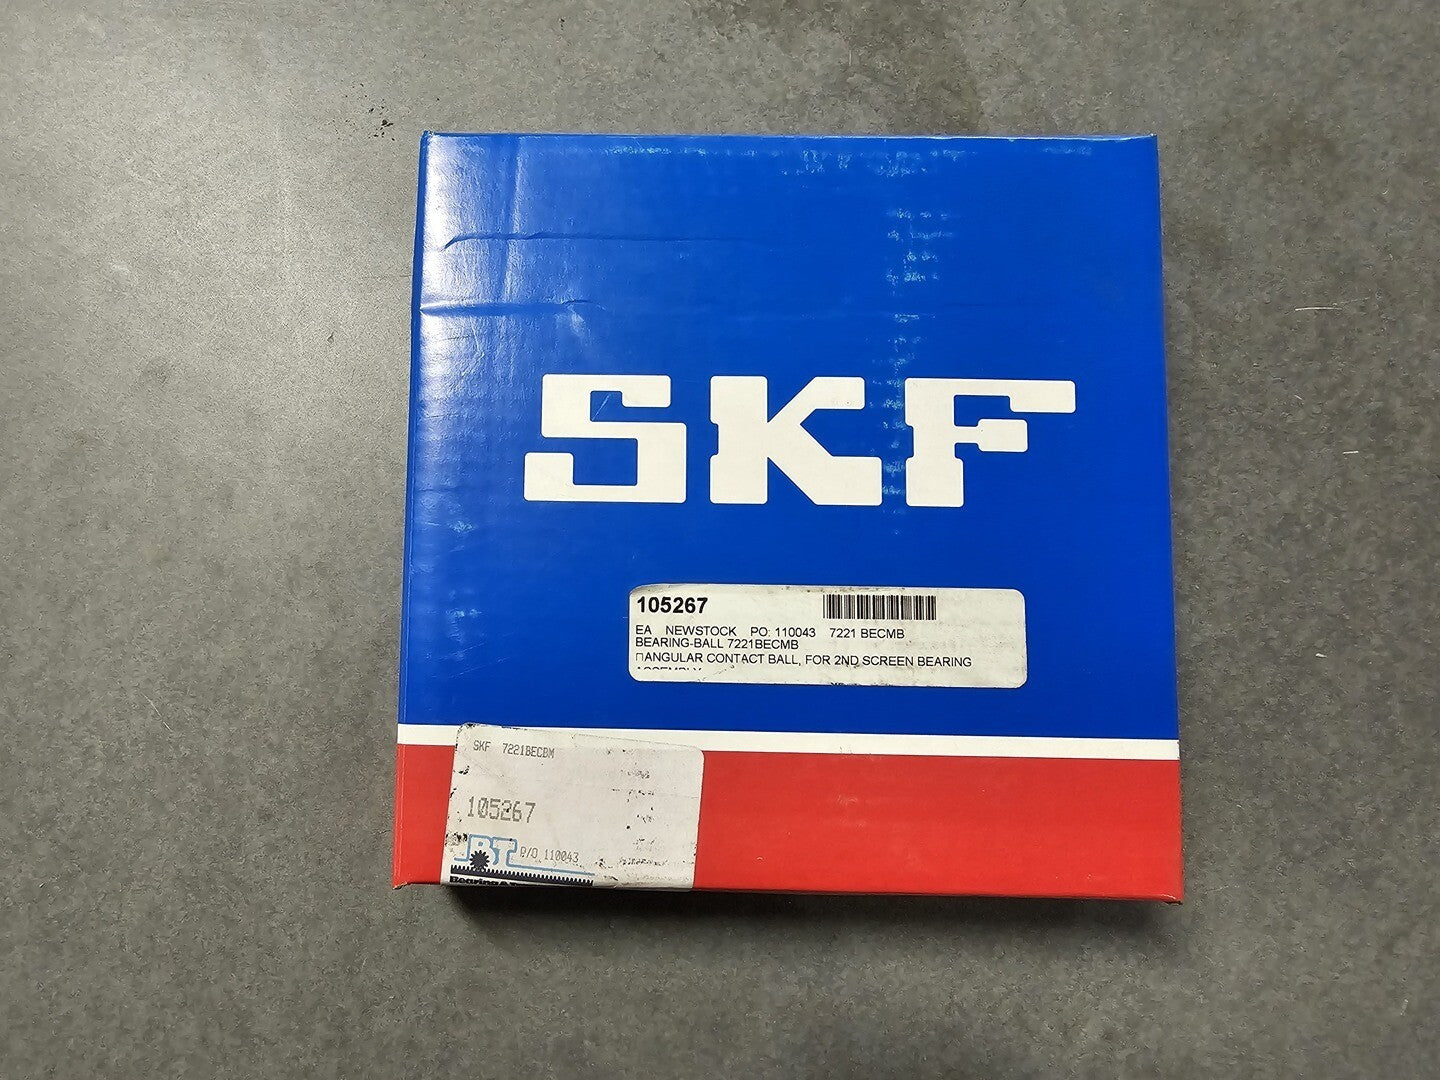 SKF
105267
EA NEWSTOCK PO: 110043 7221 BECMB
BEARING-BALL 7221BECMB
ANGULAR CONTACT BALL, FOR 2ND SCREEN BEARING
SKF 7221BECBM
105267
BT
P/O 110043